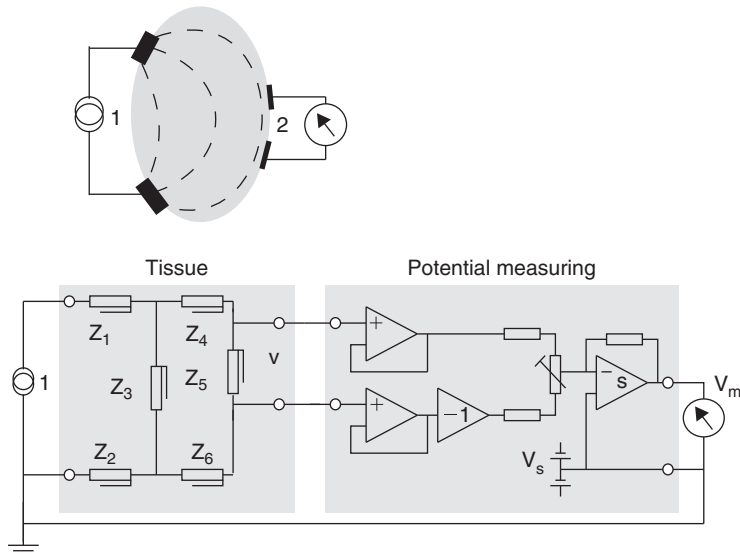 1
2
Tissue
Potential measuring
Z1
Z4
+
1
Z3
Z5
v
− s
Vm
+
−1
Z2
Z6
Vs